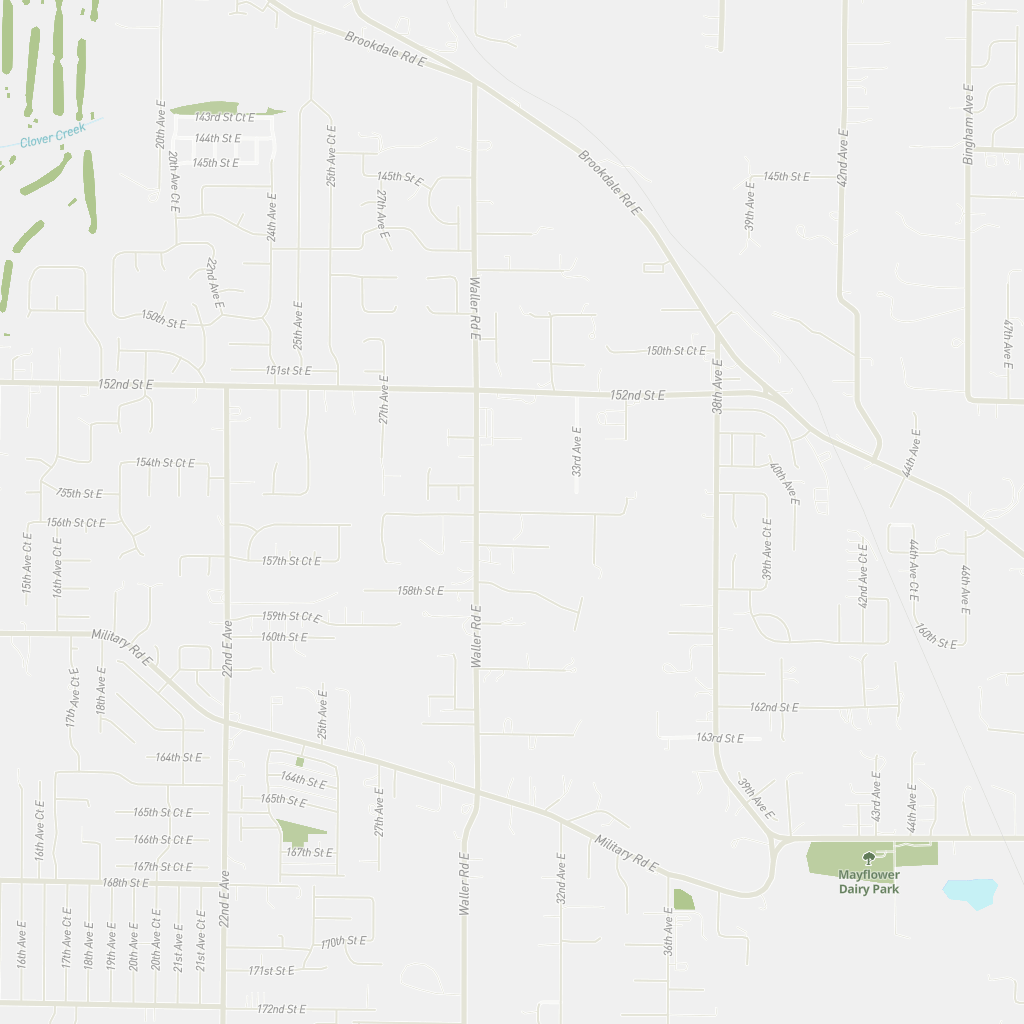 Brookdale Rd E
143rd St Ct E
144th St E
145th St E
Clover Creek
20th Ave E
25th Ave Ct E
20th Ave Ct E
24th Ave E
145th St E
27th Ave E
Brookdale Rd E
42nd Ave E
Bingham Ave E
145th St E
39th Ave E
22nd Ave E
150th St E
25th Ave E
Waller Rd E
150th St Ct E
47th Ave E
151st St E
152nd St E
27th Ave E
152nd St E
38th Ave E
33rd Ave E
44th Ave E
154th St Ct E
40th Ave E
155th St E
156th St Ct E
15th Ave Ct E
16th Ave Ct E
157th St Ct E
39th Ave Ct E
42nd Ave Ct E
44th Ave Ct E
46th Ave E
158th St E
159th St Ct E
160th St E
Military Rd E
22nd E Ave
Waller Rd E
160th St E
17th Ave Ct E
18th Ave E
25th Ave E
162nd St E
163rd St E
164th St E
164th St E
165th St E
27th Ave E
39th Ave E
43rd Ave E
44th Ave E
16th Ave Ct E
165th St Ct E
166th St Ct E
167th St Ct E
167th St E
168th St E
Military Rd E
Waller Rd E
32nd Ave E
36th Ave E
Mayflower
Dairy Park
22nd E Ave
16th Ave E
17th Ave Ct E
18th Ave E
19th Ave E
20th Ave E
20th Ave Ct E
21st Ave E
21st Ave Ct E
170th St E
171st St E
172nd St E